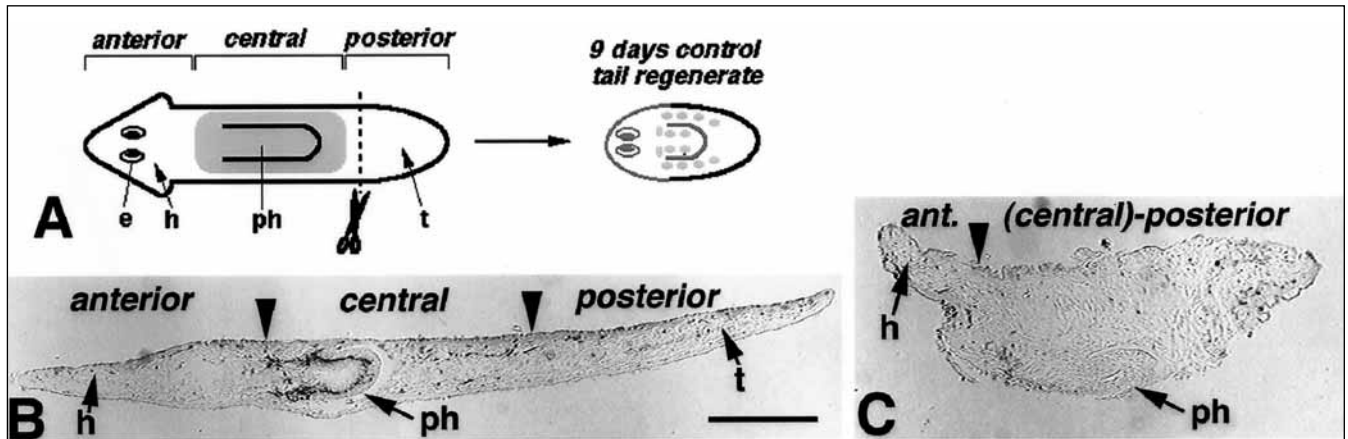 anterior central posterior
9 days control
tail regenerate
e h ph t
A
anterior central posterior
h ph t
B
ant. (central)-posterior
h
ph
C